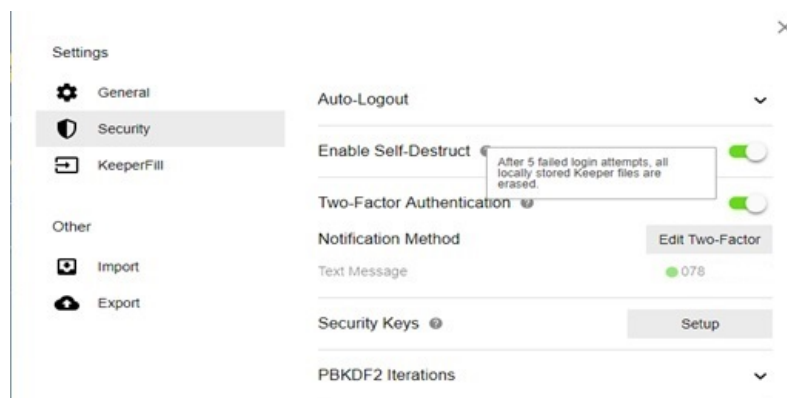 Settings
General
Security
KeeperFill
Other
Import
Export
Auto-Logout
Enable Self-Destruct
After 5 failed login attempts, all
locally stored Keeper files are
erased.
Two-Factor Authentication
Notification Method
Edit Two-Factor
Text Message
078
Security Keys
Setup
PBKDF2 Iterations